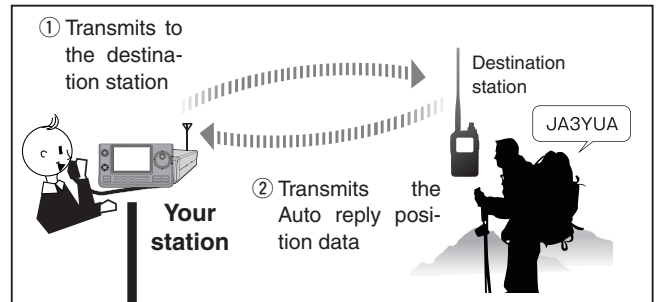 ① Transmits to
the destina-
tion station
Destination
station
JA3YUA
② Transmits the
Auto reply posi-
tion data
Your
station